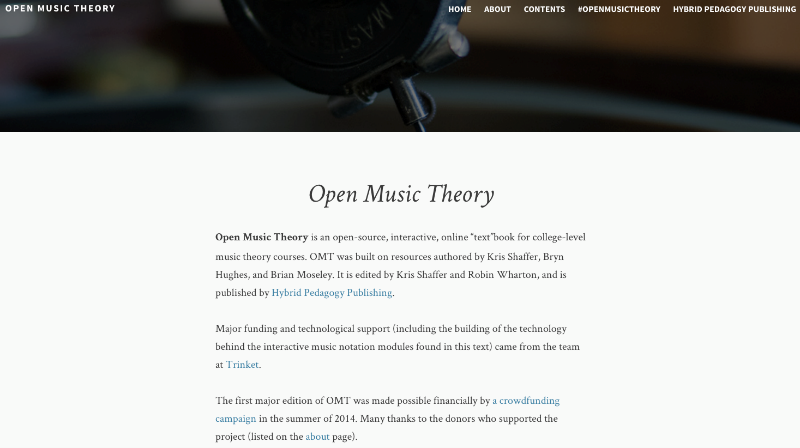 OPEN MUSIC THEORY
HOME ABOUT CONTENTS #OPENMUSICTHEORY HYBRID PEDAGOGY PUBLISHING
MASTERS
Open Music Theory
Open Music Theory is an open-source, interactive, online “text”book for college-level
music theory courses. OMT was built on resources authored by Kris Shaffer, Bryn
Hughes, and Brian Moseley. It is edited by Kris Shaffer and Robin Wharton, and is
published by Hybrid Pedagogy Publishing.
Major funding and technological support (including the building of the technology
behind the interactive music notation modules found in this text) came from the team
at Trinket.
The first major edition of OMT was made possible financially by a crowdfunding
campaign in the summer of 2014. Many thanks to the donors who supported the
project (listed on the about page).